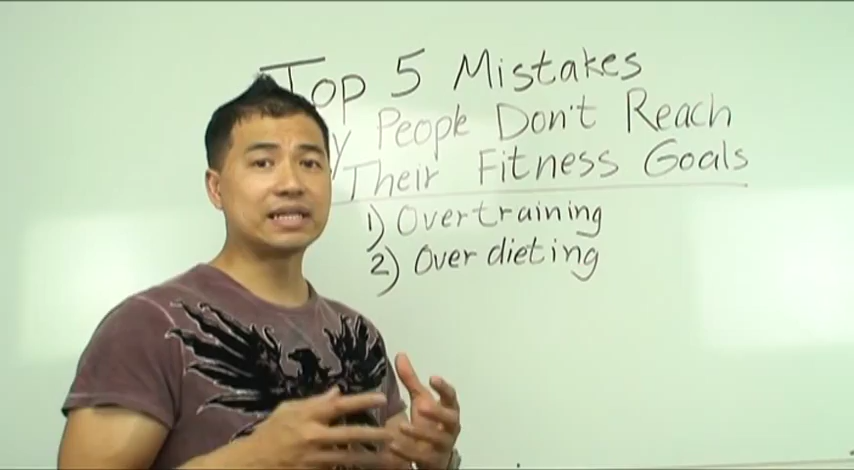 Top 5 Mistakes
People Don't Reach
Their Fitness Goals
1) Overtraining
2) Over dieting